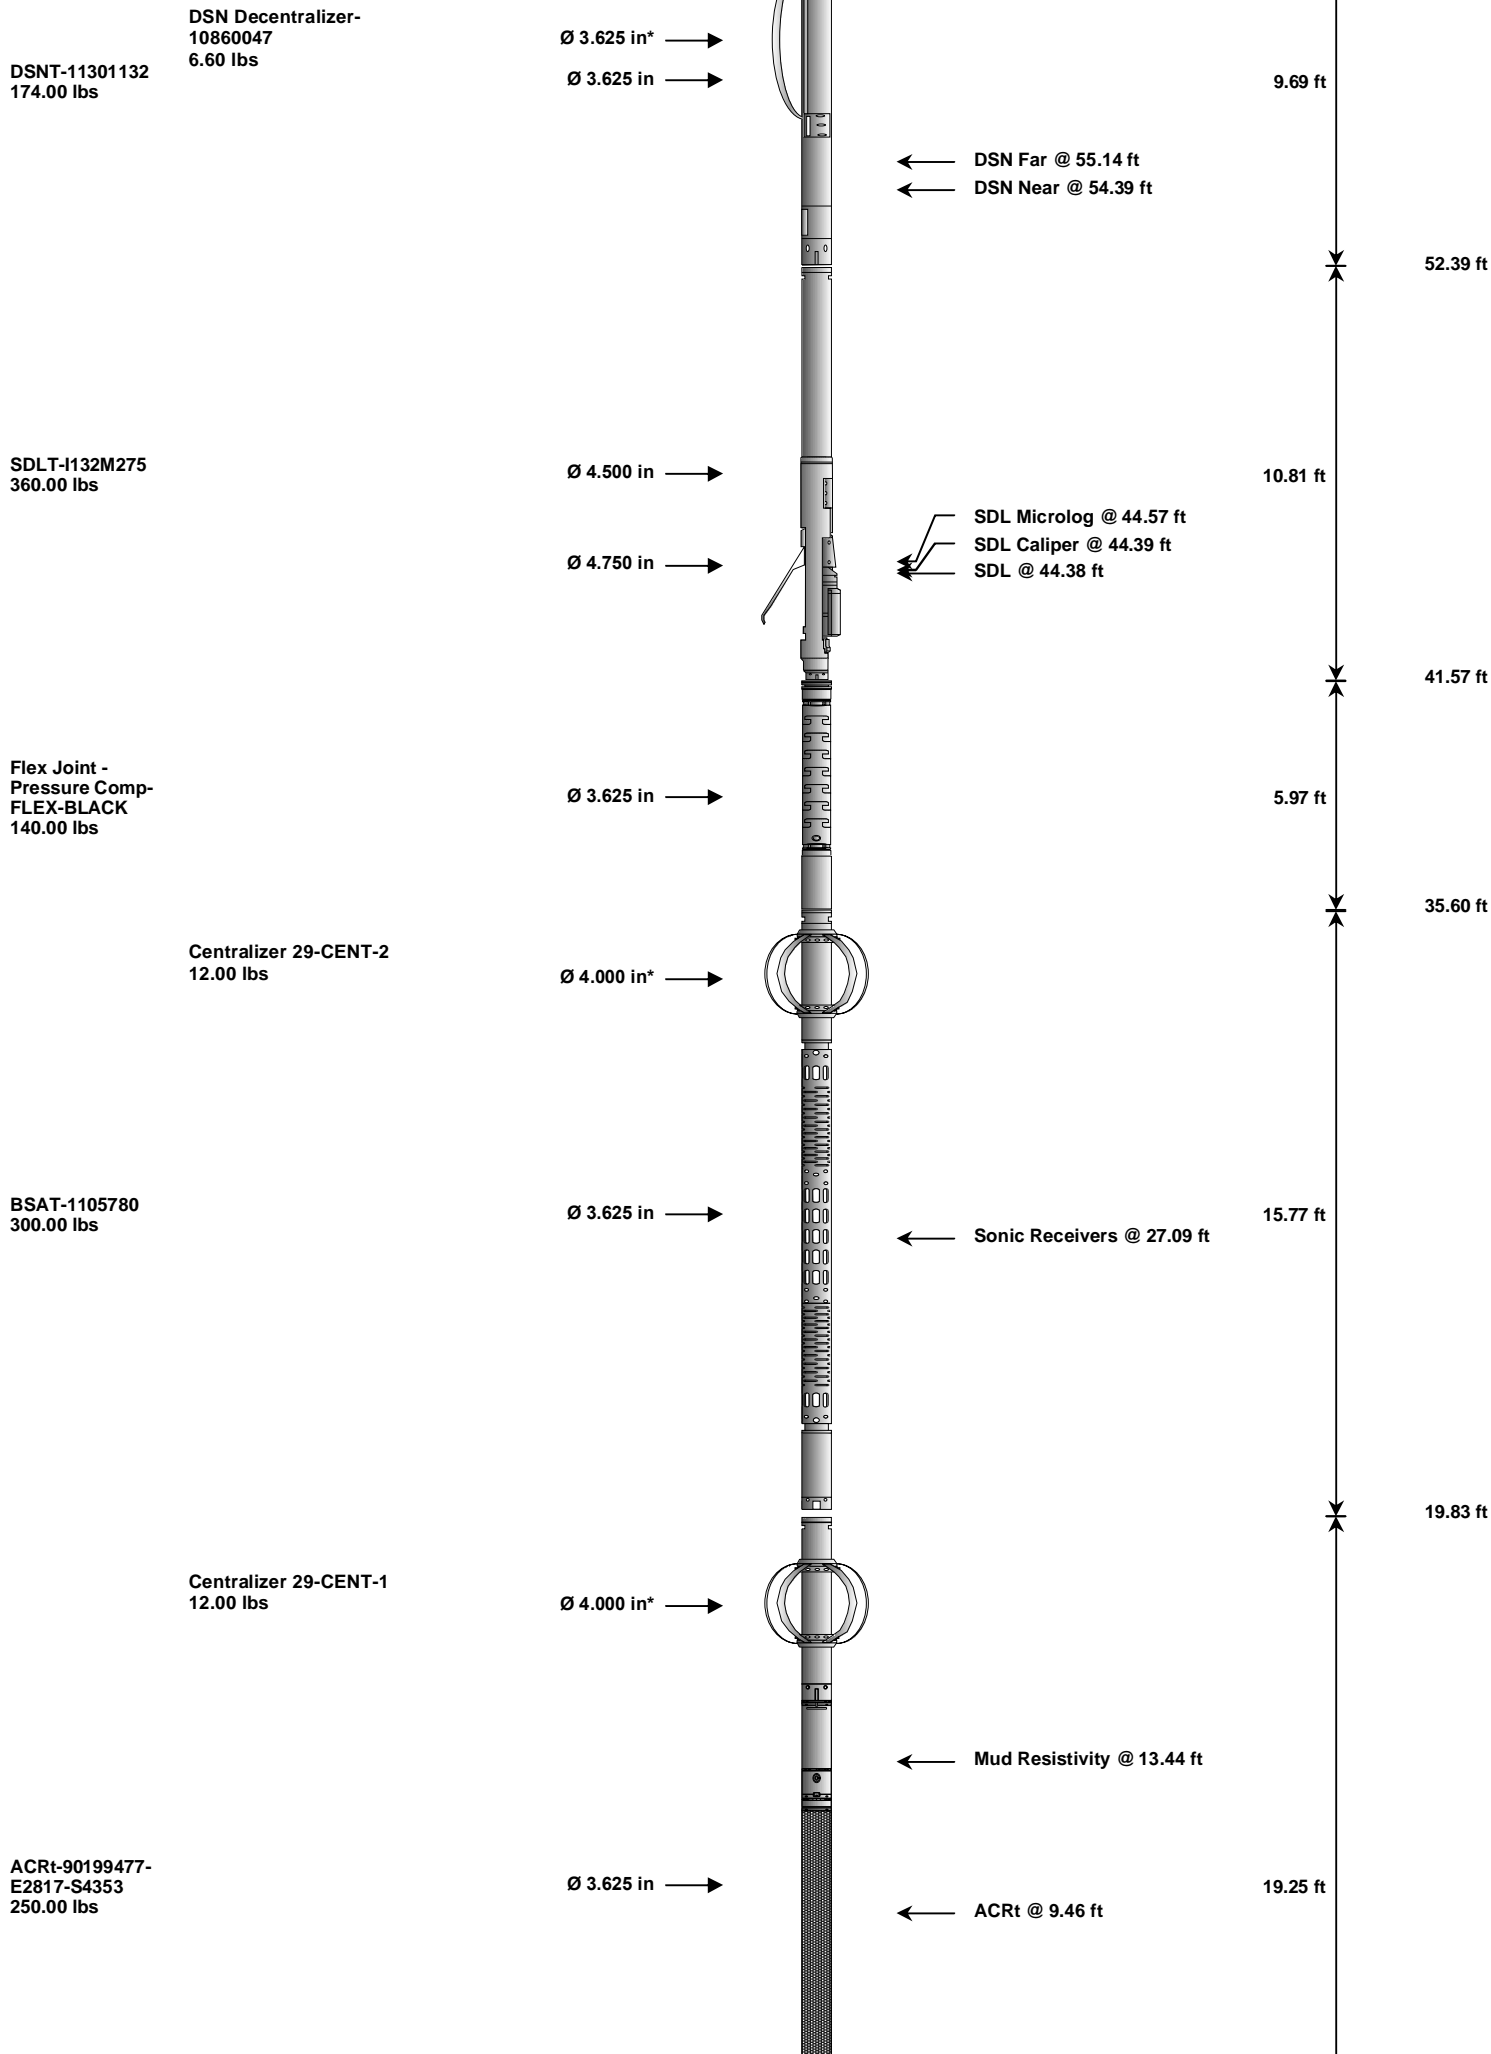 DSN Decentralizer-
10860047
6.60 lbs
Ø 3.625 in*
DSNT-11301132
174.00 lbs
Ø 3.625 in
9.69 ft
DSN Far @ 55.14 ft
DSN Near @ 54.39 ft
52.39 ft
SDLT-I132M275
360.00 lbs
Ø 4.500 in
10.81 ft
SDL Microlog @ 44.57 ft
SDL Caliper @ 44.39 ft
Ø 4.750 in
SDL @ 44.38 ft
41.57 ft
Flex Joint -
Pressure Comp-
FLEX-BLACK
140.00 lbs
Ø 3.625 in
5.97 ft
35.60 ft
Centralizer 29-CENT-2
12.00 lbs
Ø 4.000 in*
BSAT-1105780
300.00 lbs
Ø 3.625 in
15.77 ft
Sonic Receivers @ 27.09 ft
19.83 ft
Centralizer 29-CENT-1
12.00 lbs
Ø 4.000 in*
Mud Resistivity @ 13.44 ft
ACRt-90199477-
E2817-S4353
250.00 lbs
Ø 3.625 in
19.25 ft
ACRt @ 9.46 ft